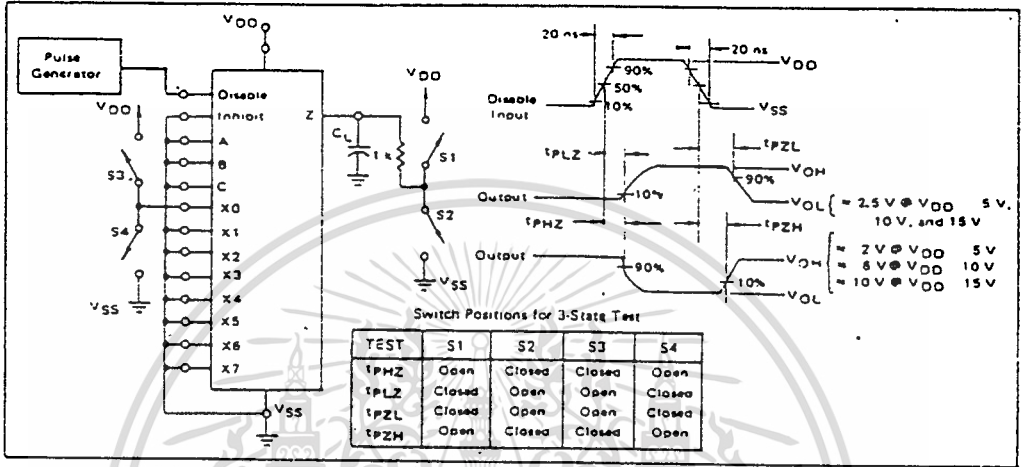 Pulse
Generator
VDD
VDD
Disable
Inhibit
A
B
C
X0
X1
X2
X3
X4
X5
X6
X7
Z
S3
S4
VSS
VSS
CL
1 k
VDD
S1
S2
VSS
20 ns
20 ns
90%
50%
10%
VDD
VSS
Disable
Input
tPLZ
tPZL
VOH
90%
10%
Output
VOL
≈ 2.5 V @ VDD 5 V,
10 V, and 15 V
tPHZ
tPZH
Output
90%
10%
VOH
VOL
≈ 2 V @ VDD 5 V
≈ 6 V @ VDD 10 V
≈ 10 V @ VDD 15 V
Switch Positions for 3-State Test
TEST S1 S2 S3 S4
tPHZ Open Closed Closed Open
tPLZ Closed Open Open Closed
tPZL Closed Open Open Closed
tPZH Open Closed Closed Open